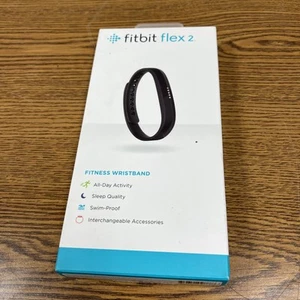 fitbit flex 2
FITNESS WRISTBAND
All-Day Activity
Sleep Quality
Swim-Proof
Interchangeable Accessories